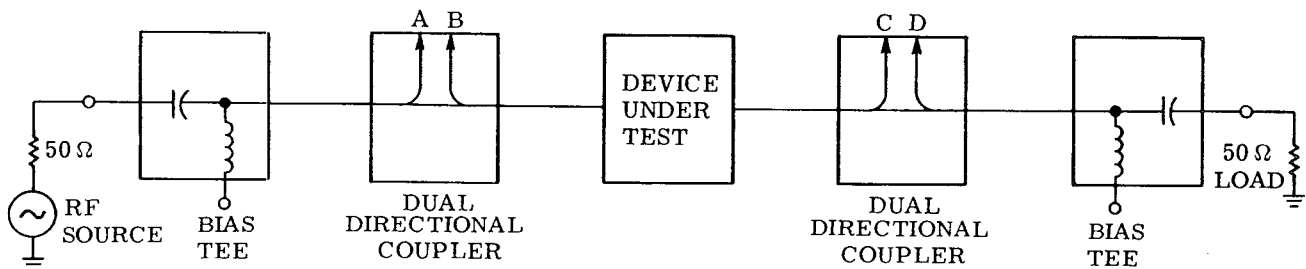 A B
C D
DEVICE
UNDER
TEST
50 Ω
RF
SOURCE
BIAS
TEE
DUAL
DIRECTIONAL
COUPLER
DUAL
DIRECTIONAL
COUPLER
BIAS
TEE
50 Ω
LOAD